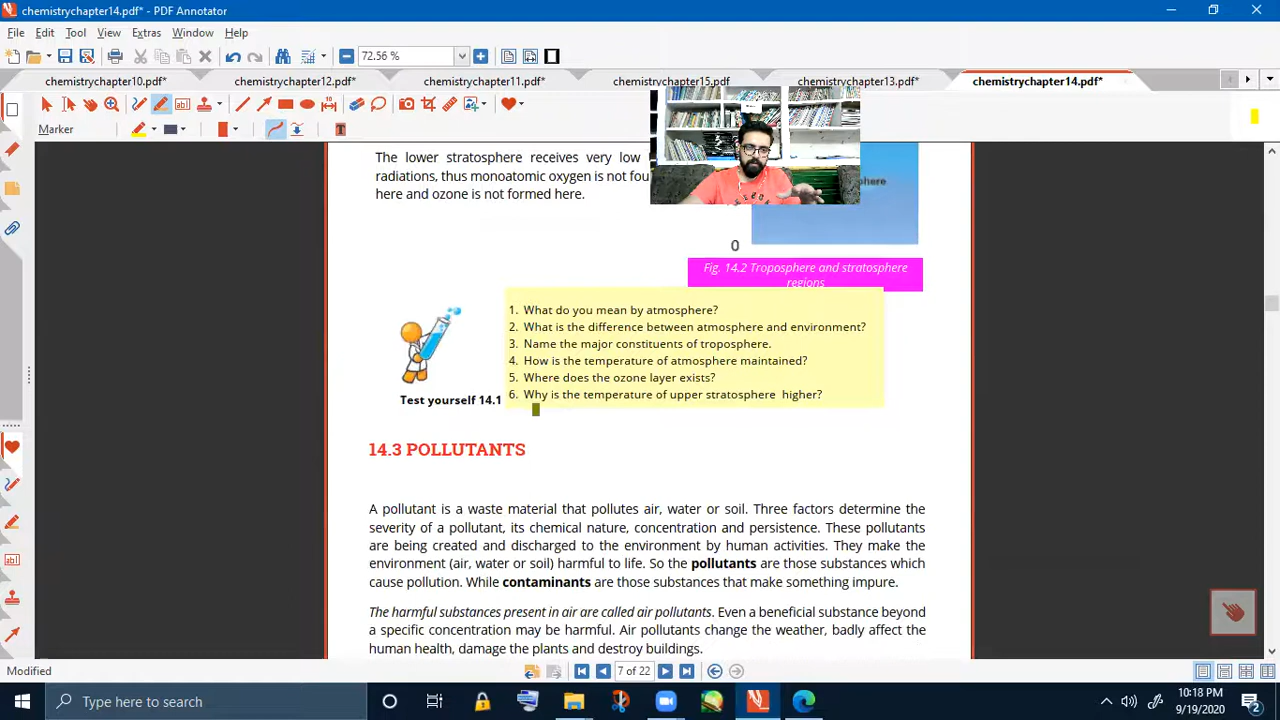 chemistrychapter14.pdf* - PDF Annotator
File Edit Tool View Extras Window Help
72.56 %
chemistrychapter10.pdf* chemistrychapter12.pdf* chemistrychapter11.pdf* chemistrychapter15.pdf chemistrychapter13.pdf* chemistrychapter14.pdf*
Marker
The lower stratosphere receives very low
radiations, thus monoatomic oxygen is not fou
here and ozone is not formed here.
0
Fig. 14.2 Troposphere and stratosphere
regions
1. What do you mean by atmosphere?
2. What is the difference between atmosphere and environment?
3. Name the major constituents of troposphere.
4. How is the temperature of atmosphere maintained?
5. Where does the ozone layer exists?
6. Why is the temperature of upper stratosphere higher?
Test yourself 14.1
14.3 POLLUTANTS
A pollutant is a waste material that pollutes air, water or soil. Three factors determine the
severity of a pollutant, its chemical nature, concentration and persistence. These pollutants
are being created and discharged to the environment by human activities. They make the
environment (air, water or soil) harmful to life. So the pollutants are those substances which
cause pollution. While contaminants are those substances that make something impure.
The harmful substances present in air are called air pollutants. Even a beneficial substance beyond
a specific concentration may be harmful. Air pollutants change the weather, badly affect the
human health, damage the plants and destroy buildings.
Modified
7 of 22
Type here to search
10:18 PM
9/19/2020
2